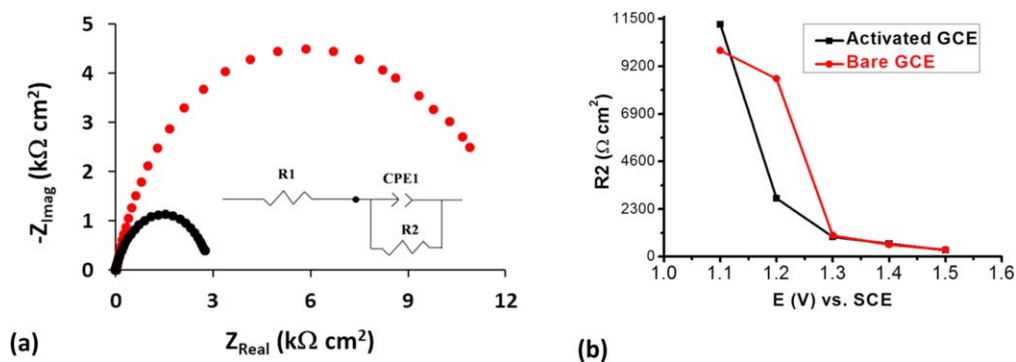 5
4
3
2
1
0
-Z_Imag (kΩ cm²)
R1
CPE1
R2
0
3
6
9
12
Z_Real (kΩ cm²)
(a)
11500
9200
6900
4600
2300
0
R2 (Ω cm²)
Activated GCE
Bare GCE
1.0
1.1
1.2
1.3
1.4
1.5
1.6
E (V) vs. SCE
(b)